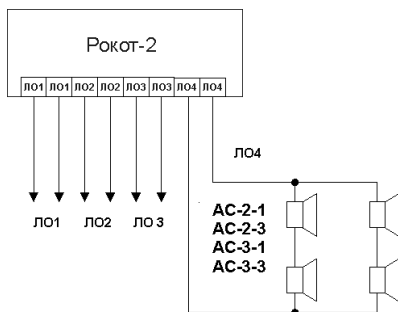 Рокот-2
ЛО1 ЛО1 ЛО2 ЛО2 ЛО3 ЛО3 ЛО4 ЛО4
ЛО4
ЛО1 ЛО2 ЛО 3
АС-2-1
АС-2-3
АС-3-1
АС-3-3